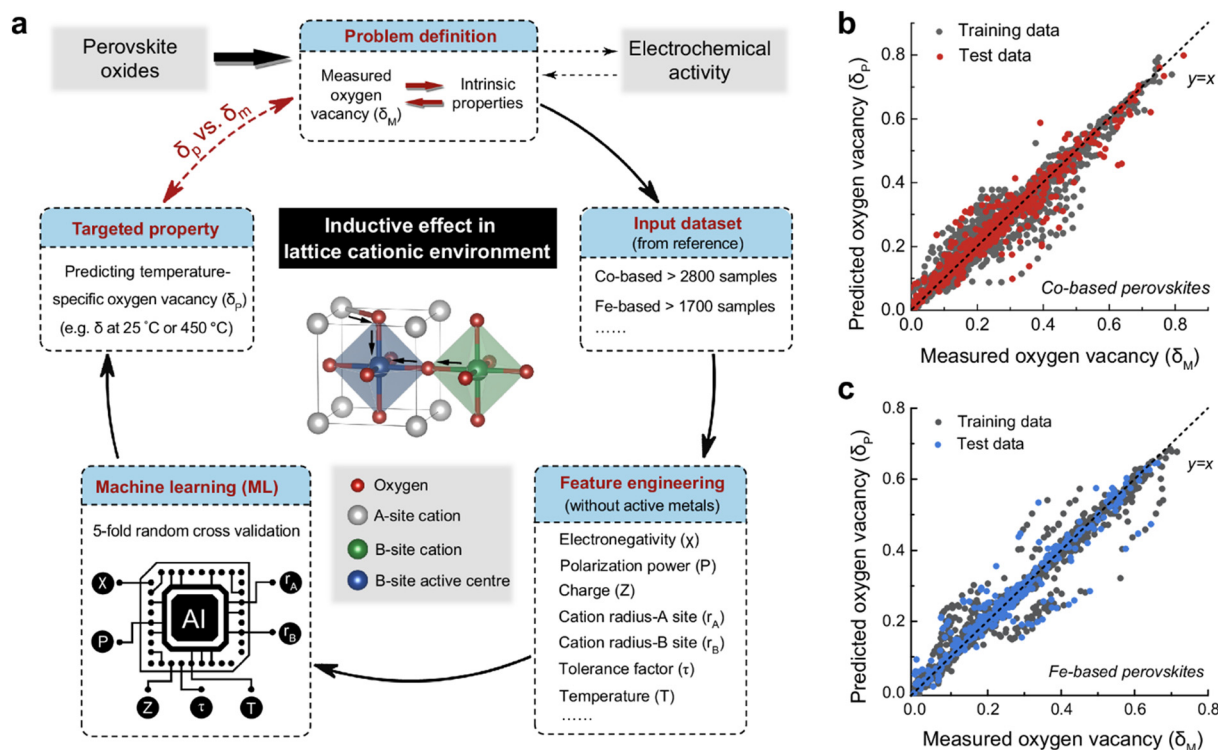 a
Perovskite
oxides
Problem definition
Measured
oxygen
vacancy (δM)
Intrinsic
properties
Electrochemical
activity
δp vs. δm
Targeted property
Predicting temperature-
specific oxygen vacancy (δP)
(e.g. δ at 25 °C or 450 °C)
Inductive effect in
lattice cationic environment
Input dataset
(from reference)
Co-based > 2800 samples
Fe-based > 1700 samples
......
Machine learning (ML)
5-fold random cross validation
X
P
Z
τ
T
rA
rB
AI
Oxygen
A-site cation
B-site cation
B-site active centre
Feature engineering
(without active metals)
Electronegativity (χ)
Polarization power (P)
Charge (Z)
Cation radius-A site (rA)
Cation radius-B site (rB)
Tolerance factor (τ)
Temperature (T)
......
b
Training data
Test data
y=x
Co-based perovskites
Predicted oxygen vacancy (δP)
0.8
0.6
0.4
0.2
0.0
0.0 0.2 0.4 0.6 0.8
Measured oxygen vacancy (δM)
c
Training data
Test data
y=x
Fe-based perovskites
Predicted oxygen vacancy (δP)
0.8
0.6
0.4
0.2
0.0
0.0 0.2 0.4 0.6 0.8
Measured oxygen vacancy (δM)